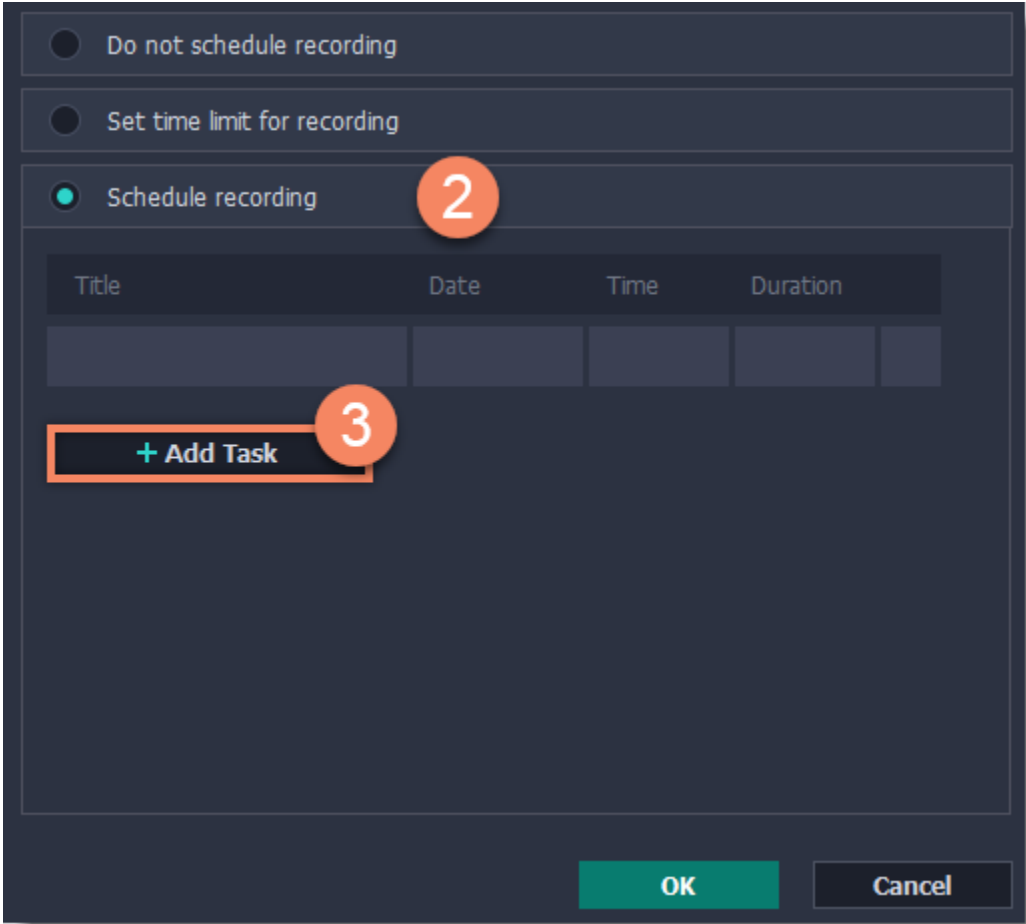 Do not schedule recording
Set time limit for recording
Schedule recording 2
Title Date Time Duration
3
+ Add Task
OK Cancel